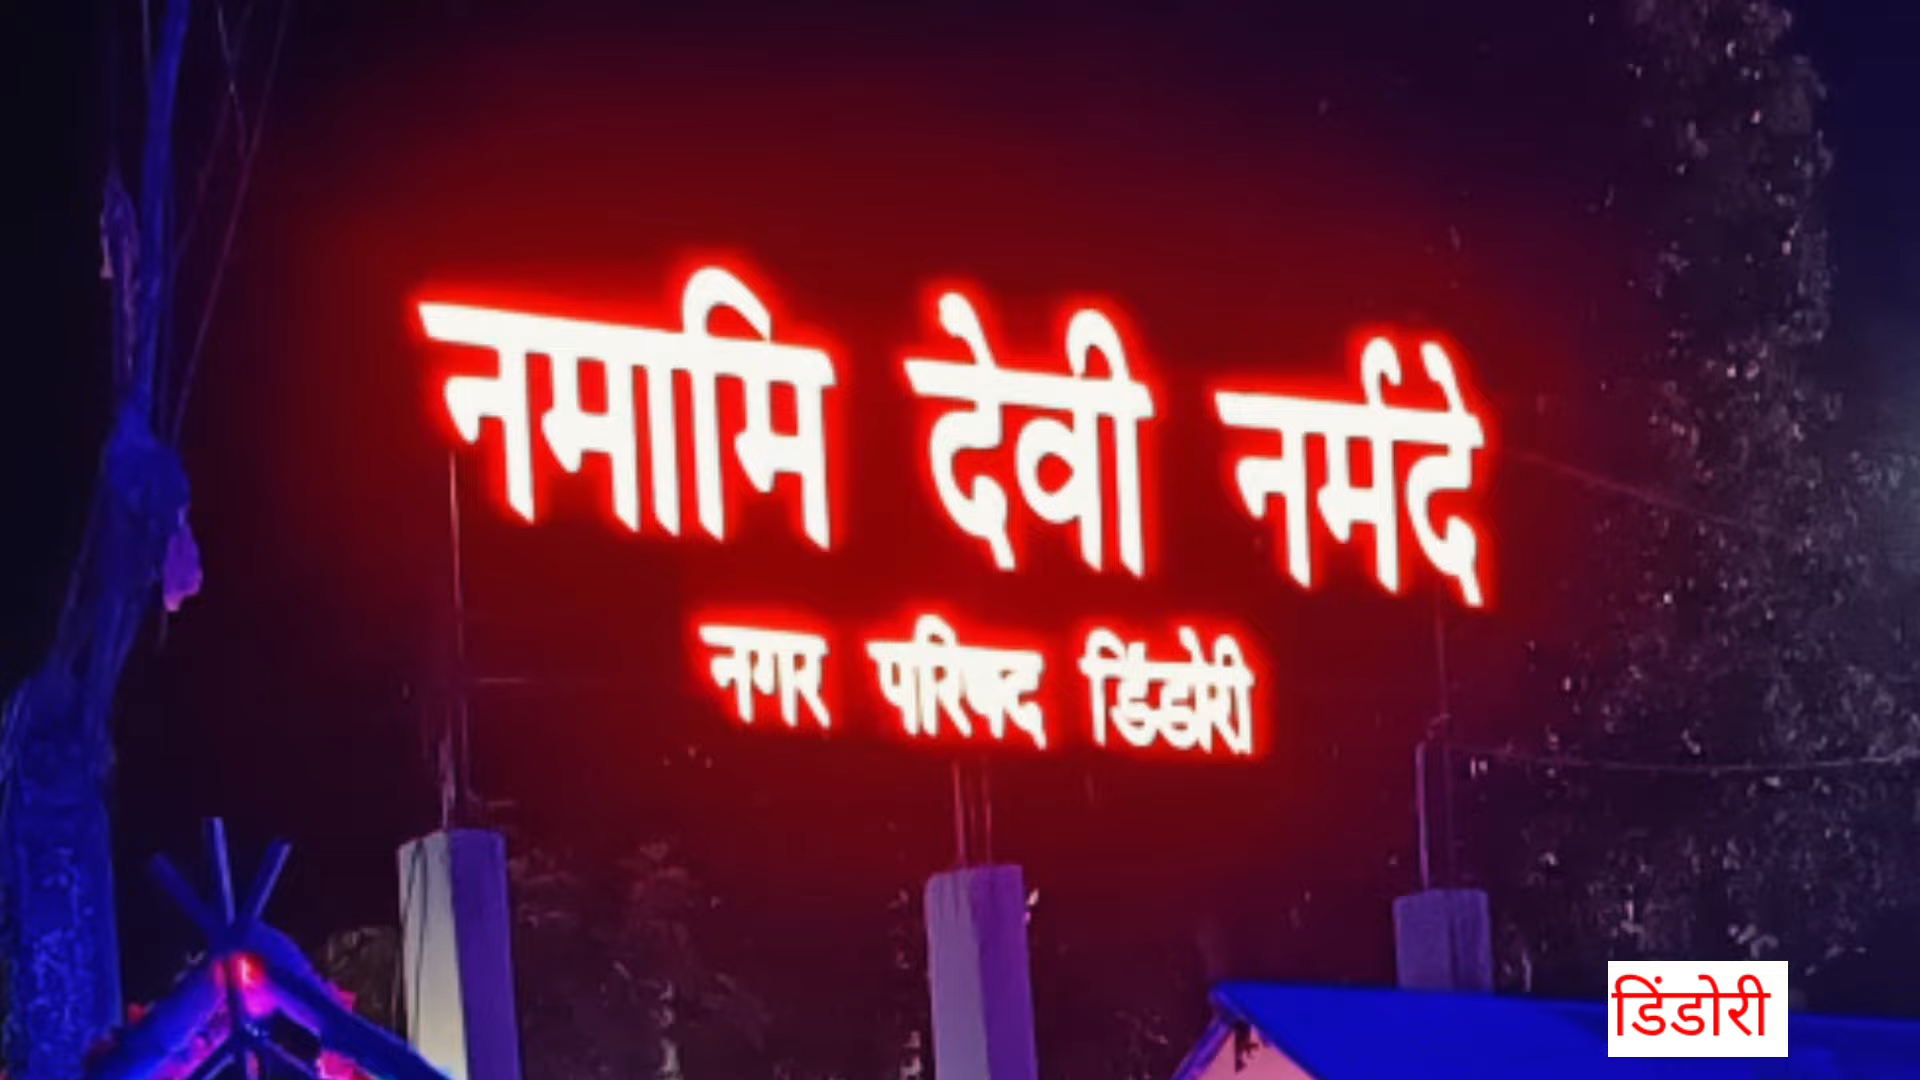 नमामि देवी नर्मदे
नगर परिषद डिंडोरी
डिंडोरी